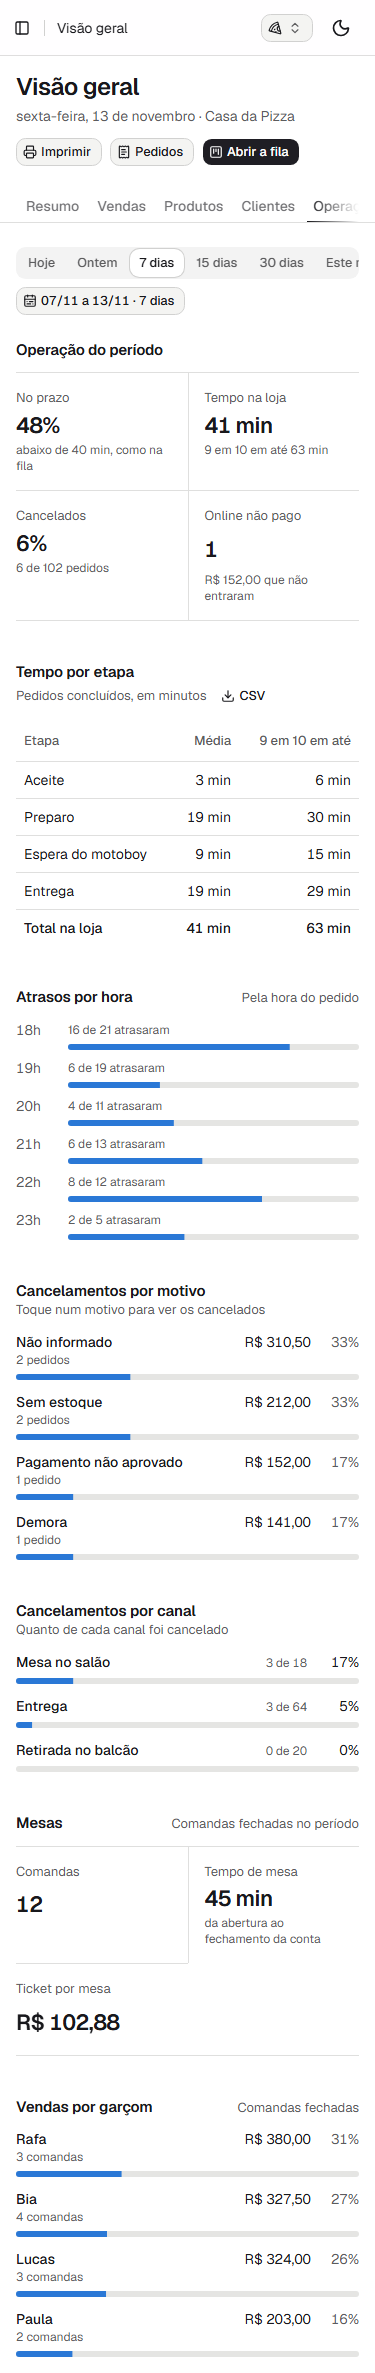 Visão geral
Visão geral
sexta-feira, 13 de novembro · Casa da Pizza
Imprimir Pedidos Abrir a fila
Resumo Vendas Produtos Clientes Opera
Hoje Ontem 7 dias 15 dias 30 dias Este
07/11 a 13/11 · 7 dias
Operação do período
No prazo
48%
abaixo de 40 min, como na
fila
Tempo na loja
41 min
9 em 10 em até 63 min
Cancelados
6%
6 de 102 pedidos
Online não pago
1
R$ 152,00 que não
entraram
Tempo por etapa
Pedidos concluídos, em minutos CSV
Etapa Média 9 em 10 em até
Aceite 3 min 6 min
Preparo 19 min 30 min
Espera do motoboy 9 min 15 min
Entrega 19 min 29 min
Total na loja 41 min 63 min
Atrasos por hora Pela hora do pedido
18h 16 de 21 atrasaram
19h 6 de 19 atrasaram
20h 4 de 11 atrasaram
21h 6 de 13 atrasaram
22h 8 de 12 atrasaram
23h 2 de 5 atrasaram
Cancelamentos por motivo
Toque num motivo para ver os cancelados
Não informado R$ 310,50 33%
2 pedidos
Sem estoque R$ 212,00 33%
2 pedidos
Pagamento não aprovado R$ 152,00 17%
1 pedido
Demora R$ 141,00 17%
1 pedido
Cancelamentos por canal
Quanto de cada canal foi cancelado
Mesa no salão 3 de 18 17%
Entrega 3 de 64 5%
Retirada no balcão 0 de 20 0%
Mesas Comandas fechadas no período
Comandas
12
Tempo de mesa
45 min
da abertura ao
fechamento da conta
Ticket por mesa
R$ 102,88
Vendas por garçom Comandas fechadas
Rafa R$ 380,00 31%
3 comandas
Bia R$ 327,50 27%
4 comandas
Lucas R$ 324,00 26%
3 comandas
Paula R$ 203,00 16%
2 comandas